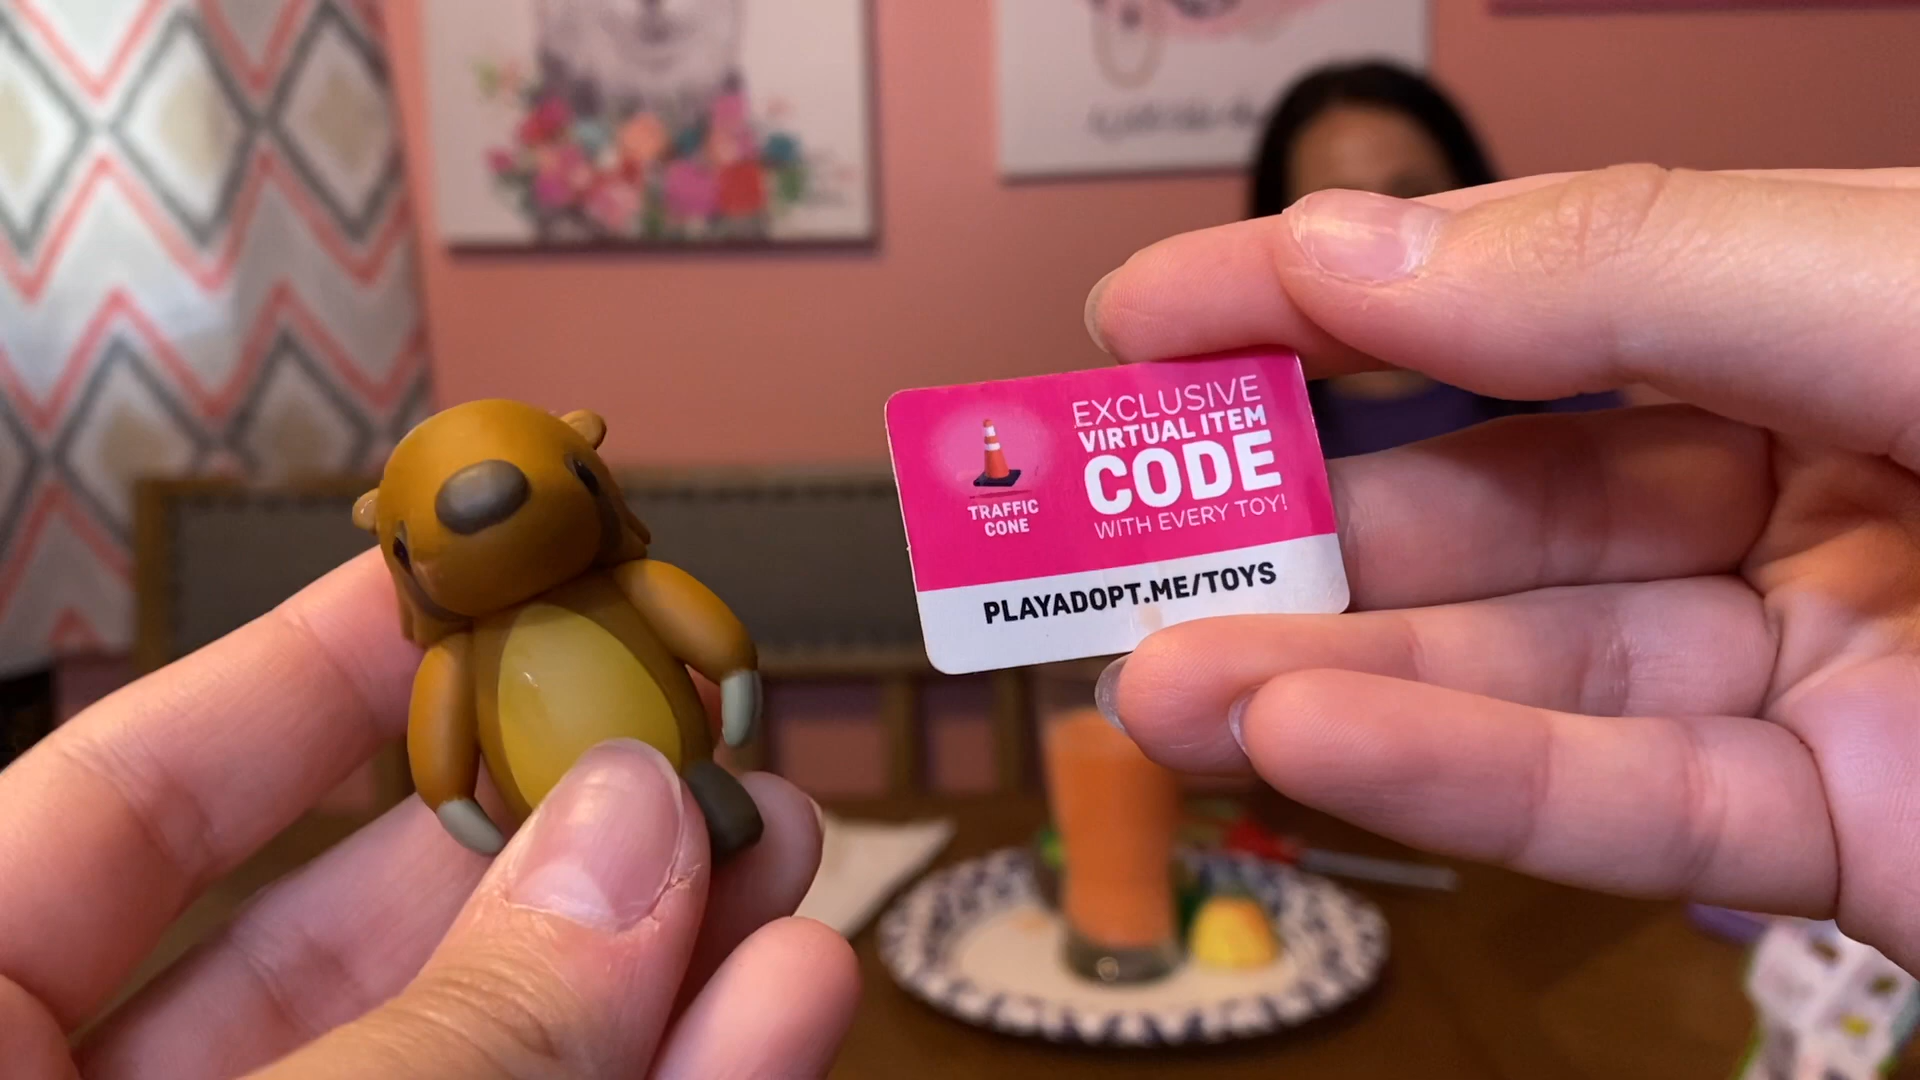 EXCLUSIVE
VIRTUAL ITEM
CODE
WITH EVERY TOY!
TRAFFIC
CONE
PLAYADOPT.ME/TOYS